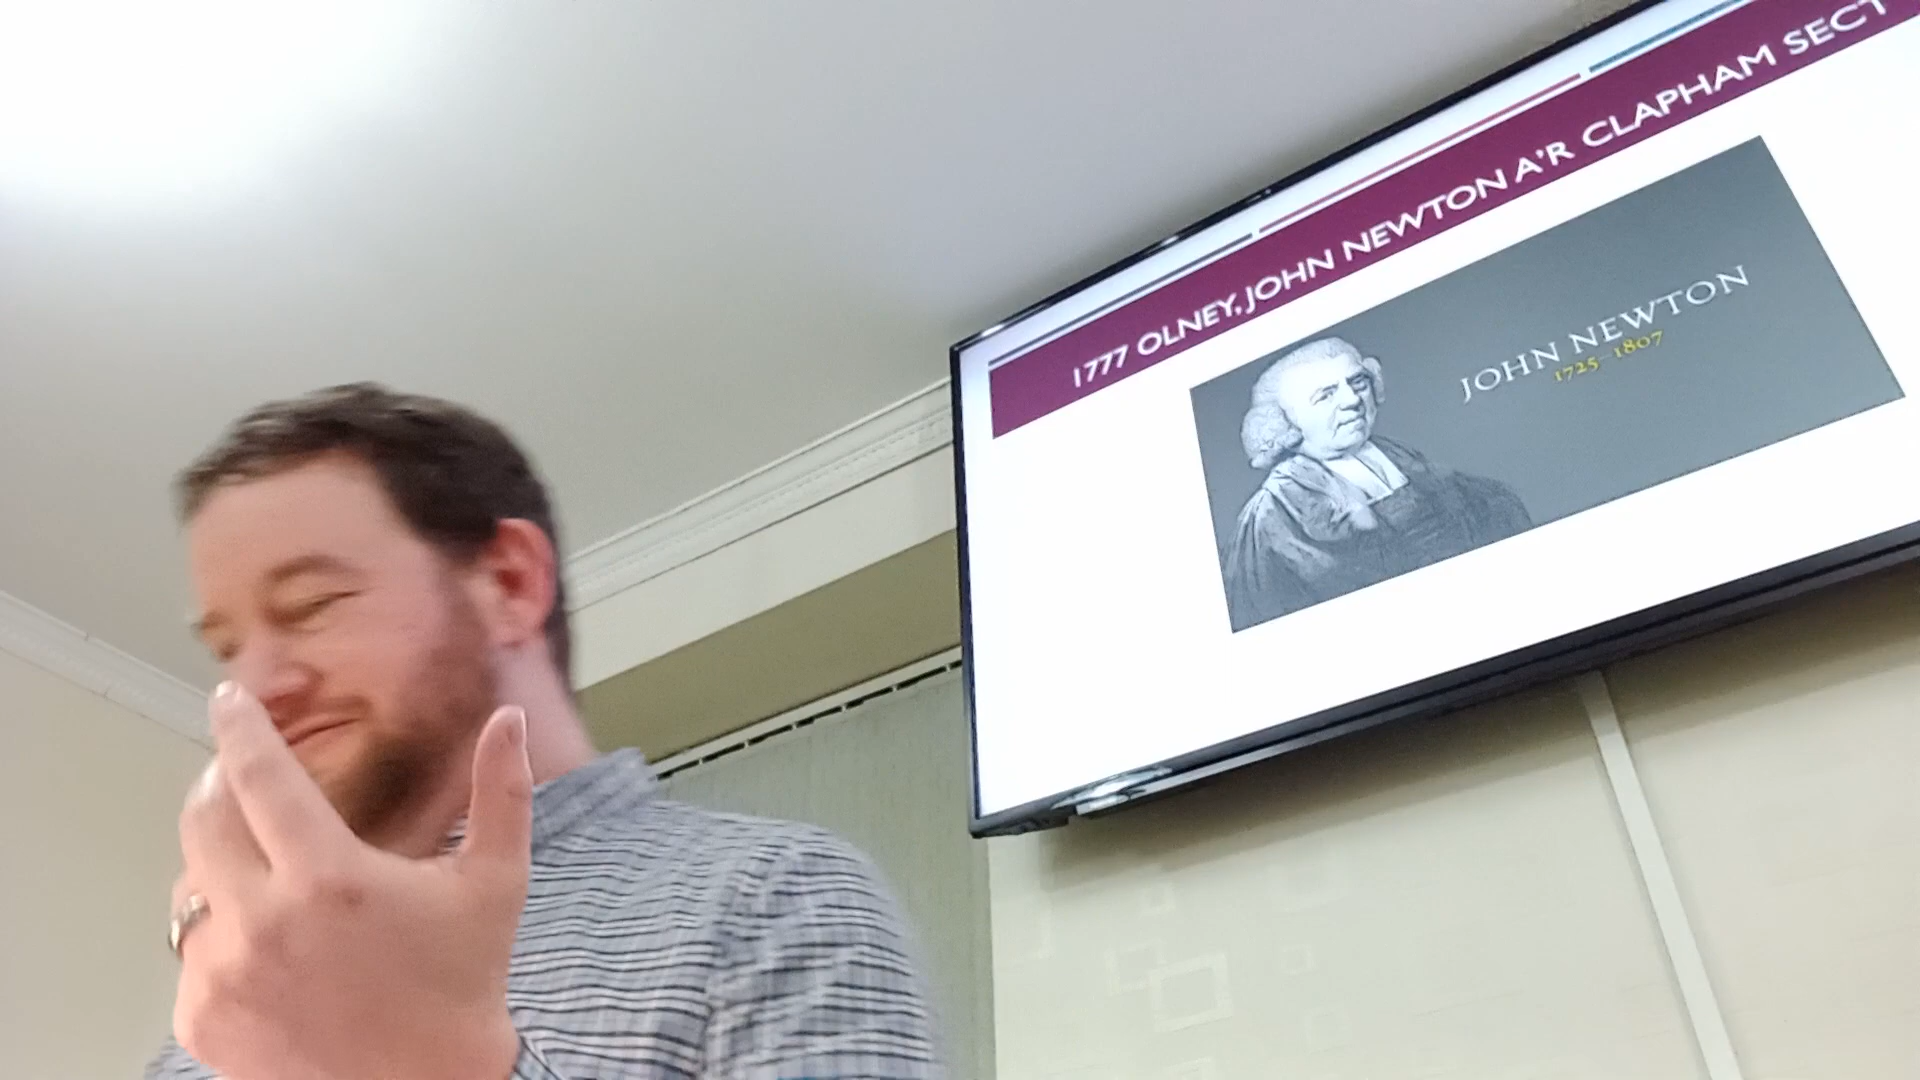 1777 OLNEY, JOHN NEWTON A'R CLAPHAM SECT
JOHN NEWTON
1725–1807